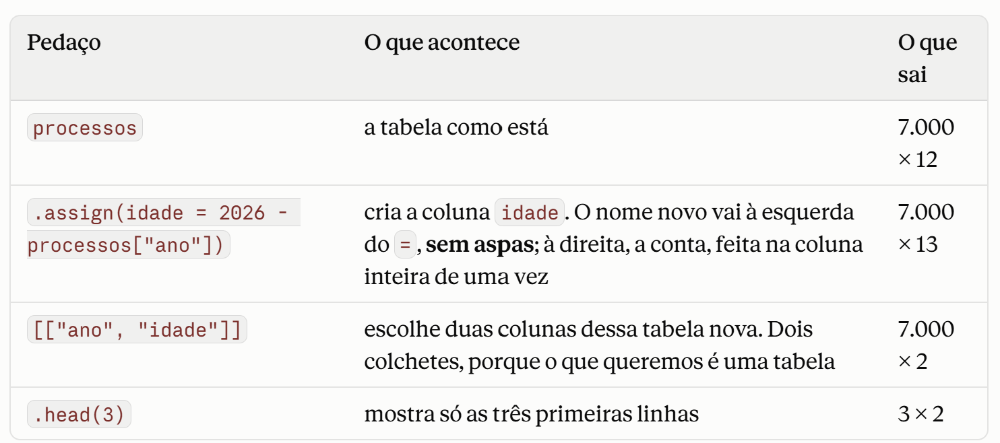 Pedaço
O que acontece
O que
sai
processos
a tabela como está
7.000
× 12
.assign(idade = 2026 -
processos["ano"])
cria a coluna idade. O nome novo vai à esquerda
do =, sem aspas; à direita, a conta, feita na coluna
inteira de uma vez
7.000
× 13
[["ano", "idade"]]
escolhe duas colunas dessa tabela nova. Dois
colchetes, porque o que queremos é uma tabela
7.000
× 2
.head(3)
mostra só as três primeiras linhas
3 × 2